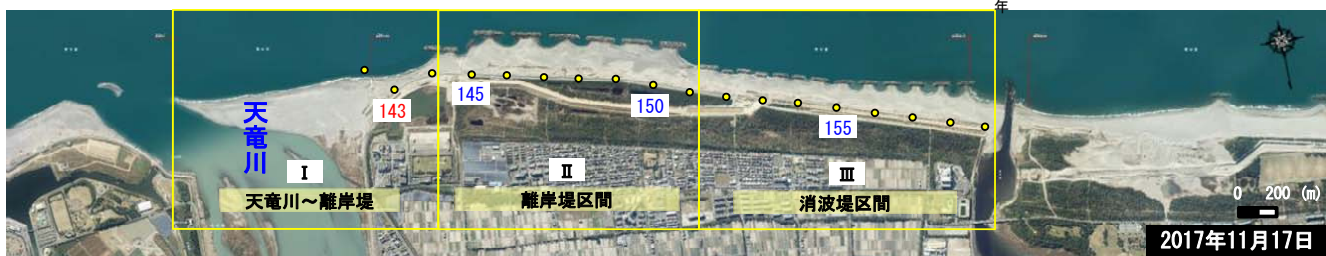 年
天竜川
143
145
150
155
Ⅰ
Ⅱ
Ⅲ
天竜川～離岸堤
離岸堤区間
消波堤区間
0 200 (m)
2017年11月17日